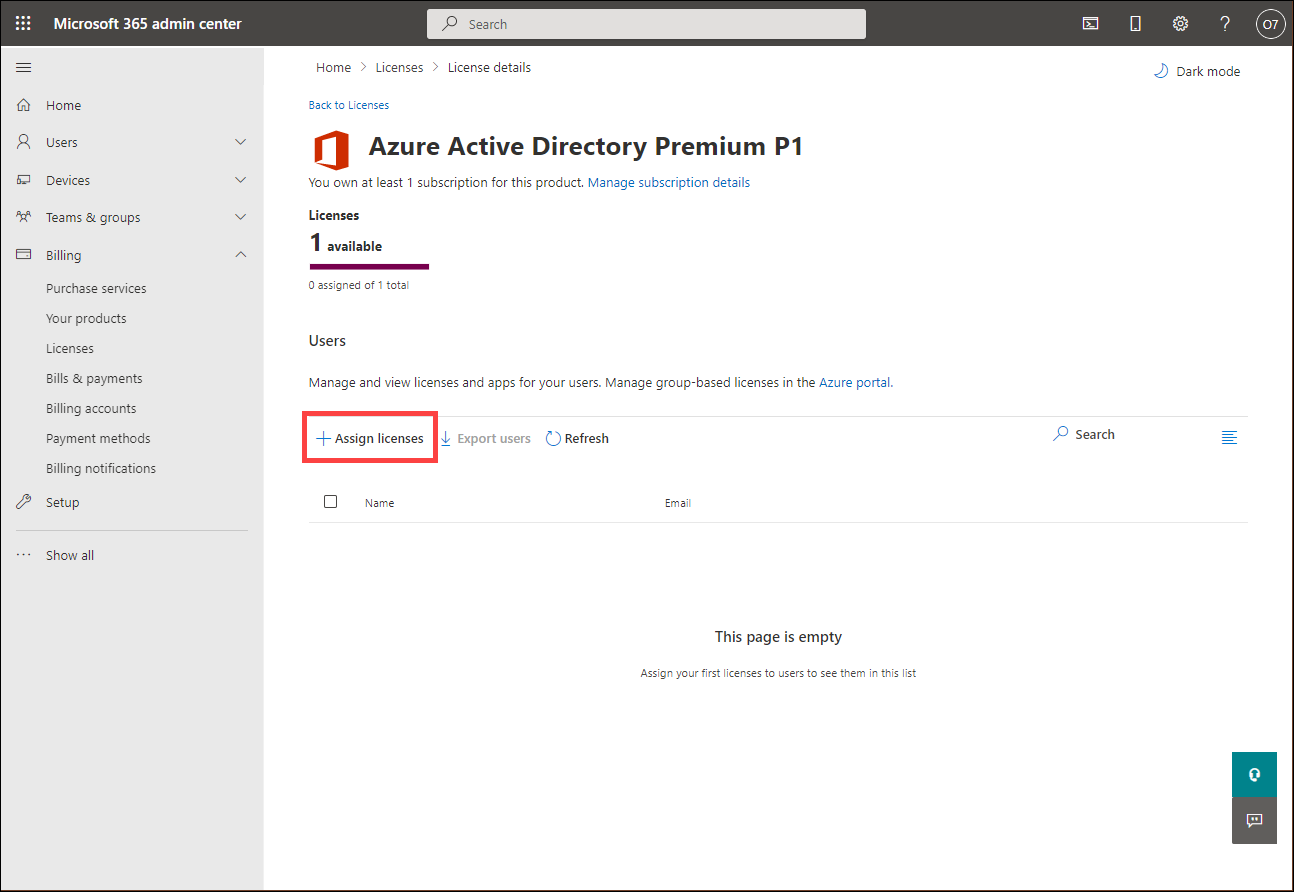 Microsoft 365 admin center
Search
O7
Home > Licenses > License details
Dark mode
Home
Users
Devices
Teams & groups
Billing
Purchase services
Your products
Licenses
Bills & payments
Billing accounts
Payment methods
Billing notifications
Setup
Show all
Back to Licenses
Azure Active Directory Premium P1
You own at least 1 subscription for this product. Manage subscription details
Licenses
1 available
0 assigned of 1 total
Users
Manage and view licenses and apps for your users. Manage group-based licenses in the Azure portal.
Assign licenses Export users Refresh Search
Name Email
This page is empty
Assign your first licenses to users to see them in this list